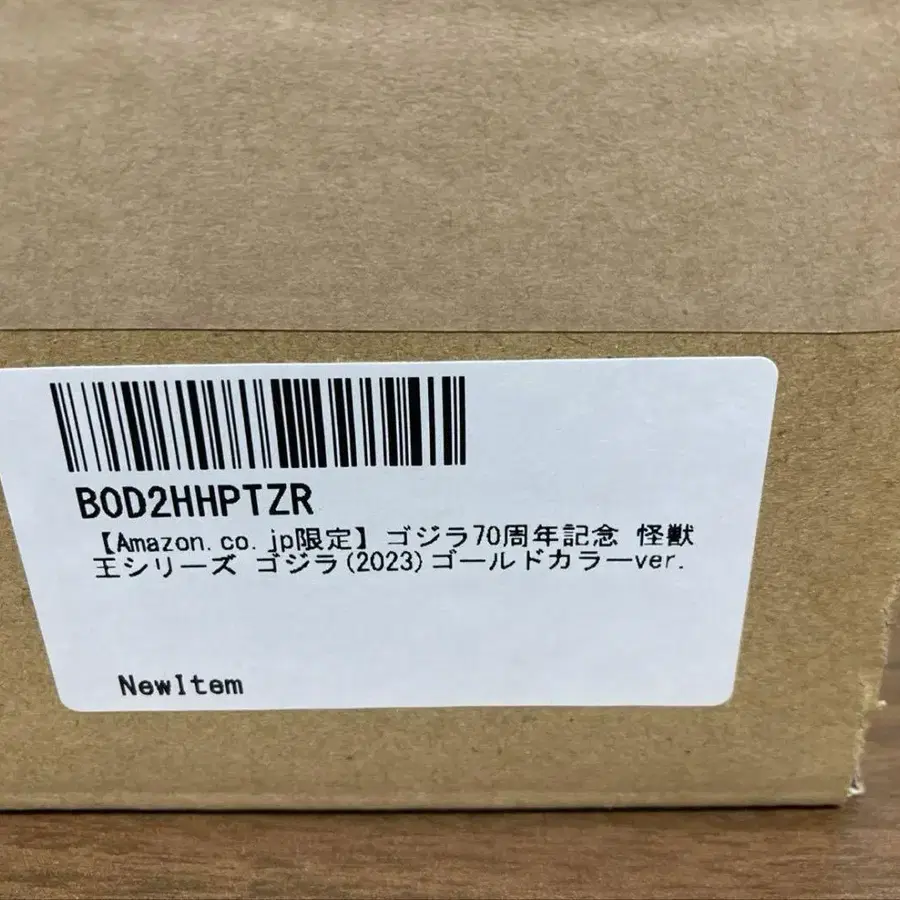 B0D2HHPTZR
【Amazon.co.jp限定】ゴジラ70周年記念 怪獣
王シリーズ ゴジラ(2023)ゴールドカラーver.
NewItem